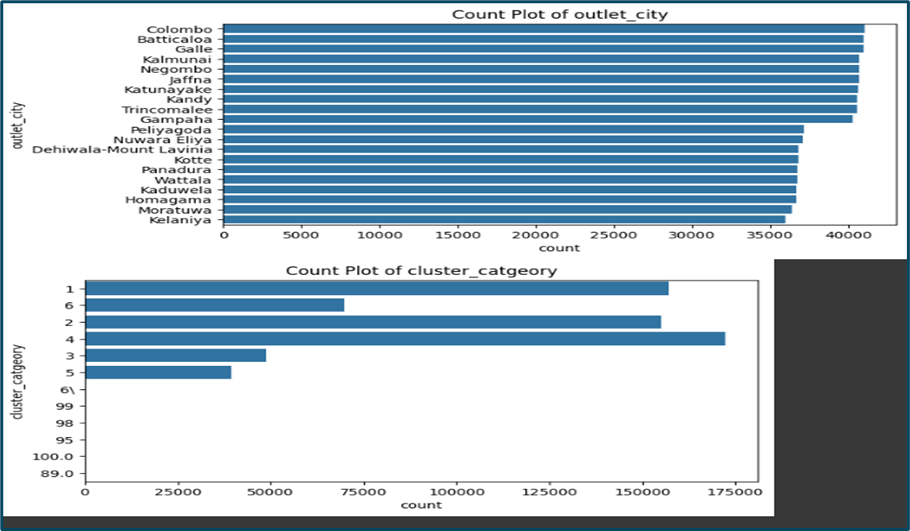 Count Plot of outlet_city
Colombo
Batticaloa
Galle
Kalmunai
Negombo
Jaffna
Katunayake
Kandy
Trincomalee
Gampaha
Peliyagoda
Nuwara Eliya
Dehiwala-Mount Lavinia
Kotte
Panadura
Wattala
Kaduwela
Homagama
Moratuwa
Kelaniya
outlet_city
0 5000 10000 15000 20000 25000 30000 35000 40000
count
Count Plot of cluster_catgeory
1
6
2
4
3
5
6\
99
98
95
100.0
89.0
cluster_catgeory
0 25000 50000 75000 100000 125000 150000 175000
count